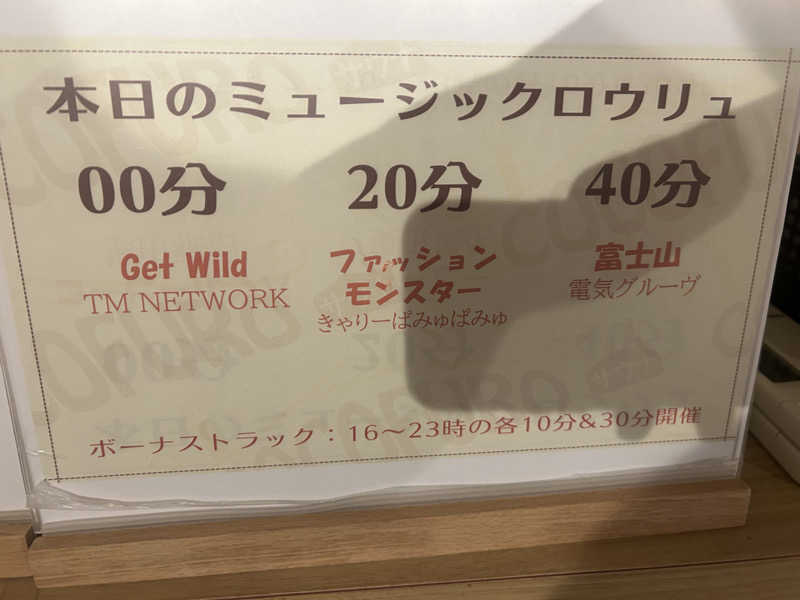 本日のミュージックロウリュ
00分 20分 40分
Get Wild
TM NETWORK
ファッション
モンスター
きゃりーぱみゅぱみゅ
富士山
電気グルーヴ
ボーナストラック：16〜23時の各10分&30分開催